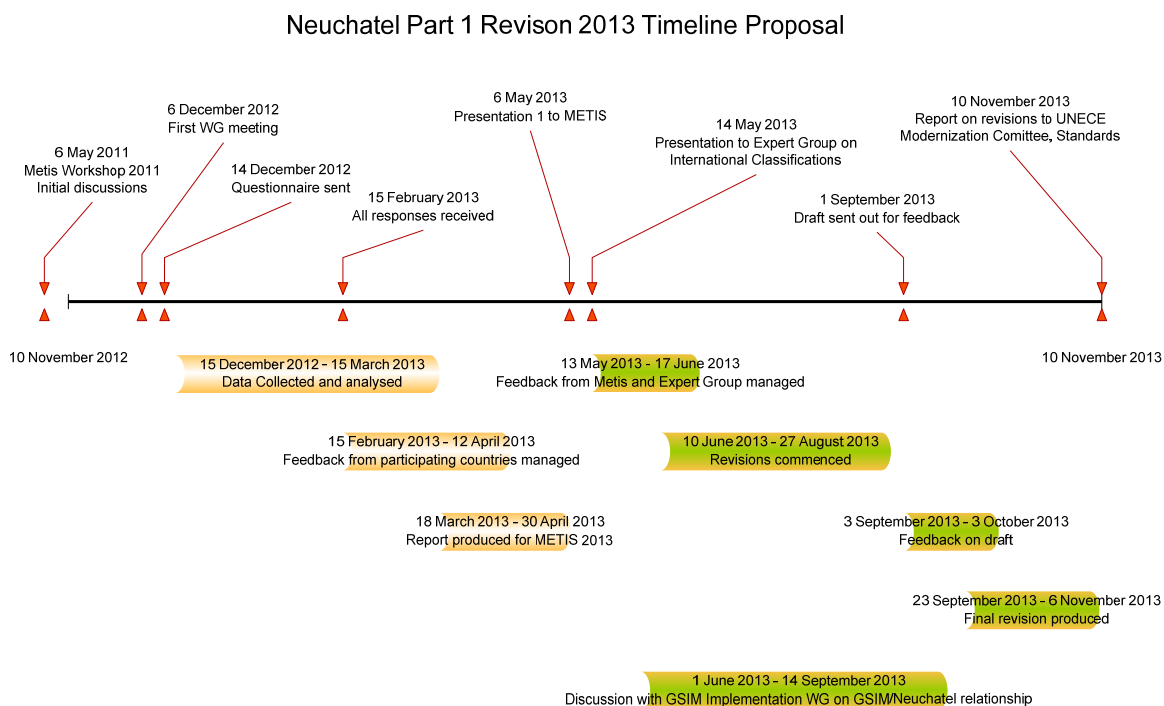 Neuchatel Part 1 Revison 2013 Timeline Proposal
6 May 2011
Metis Workshop 2011
Initial discussions
6 December 2012
First WG meeting
14 December 2012
Questionnaire sent
15 February 2013
All responses received
6 May 2013
Presentation 1 to METIS
14 May 2013
Presentation to Expert Group on
International Classifications
1 September 2013
Draft sent out for feedback
10 November 2013
Report on revisions to UNECE
Modernization Comittee, Standards
10 November 2012
10 November 2013
15 December 2012 - 15 March 2013
Data Collected and analysed
13 May 2013 - 17 June 2013
Feedback from Metis and Expert Group managed
15 February 2013 - 12 April 2013
Feedback from participating countries managed
10 June 2013 - 27 August 2013
Revisions commenced
18 March 2013 - 30 April 2013
Report produced for METIS 2013
3 September 2013 - 3 October 2013
Feedback on draft
23 September 2013 - 6 November 2013
Final revision produced
1 June 2013 - 14 September 2013
Discussion with GSIM Implementation WG on GSIM/Neuchatel relationship